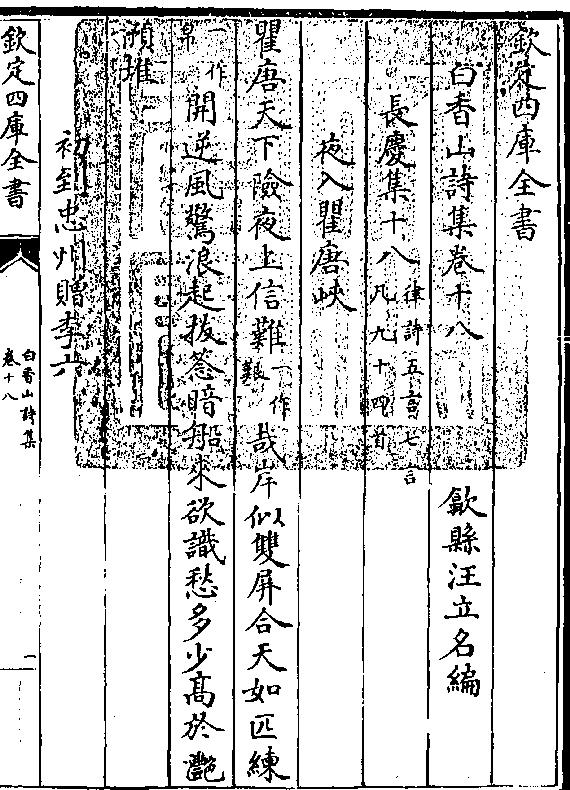 欽定四庫全書
白香山詩集卷十八
歙縣汪立名編
長慶集十八律詩五言七言凡九十四首
夜入瞿唐峽
瞿唐天下險夜上信難一作艱哉岸似雙屏合天如匹練
一作帛開逆風驚浪起拔䈴暗船來欲識愁多少高於灩
澦堆
初到忠州贈李六
欽定四庫全書
白香山詩集
卷十八
一